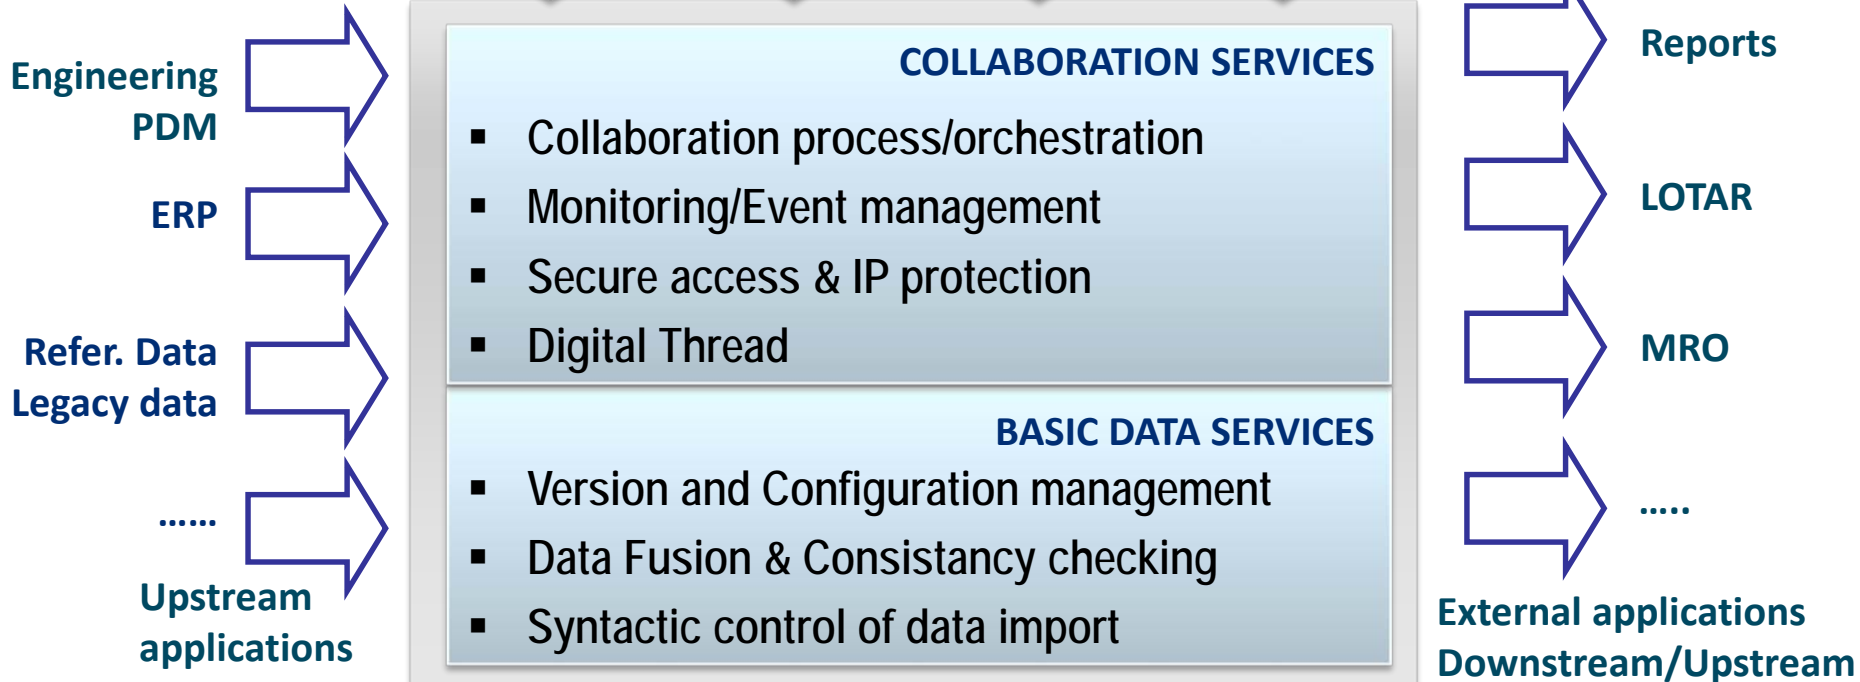 Engineering
PDM
ERP
Refer. Data
Legacy data
......
Upstream
applications
COLLABORATION SERVICES
▪ Collaboration process/orchestration
▪ Monitoring/Event management
▪ Secure access & IP protection
▪ Digital Thread
BASIC DATA SERVICES
▪ Version and Configuration management
▪ Data Fusion & Consistancy checking
▪ Syntactic control of data import
Reports
LOTAR
MRO
.....
External applications
Downstream/Upstream